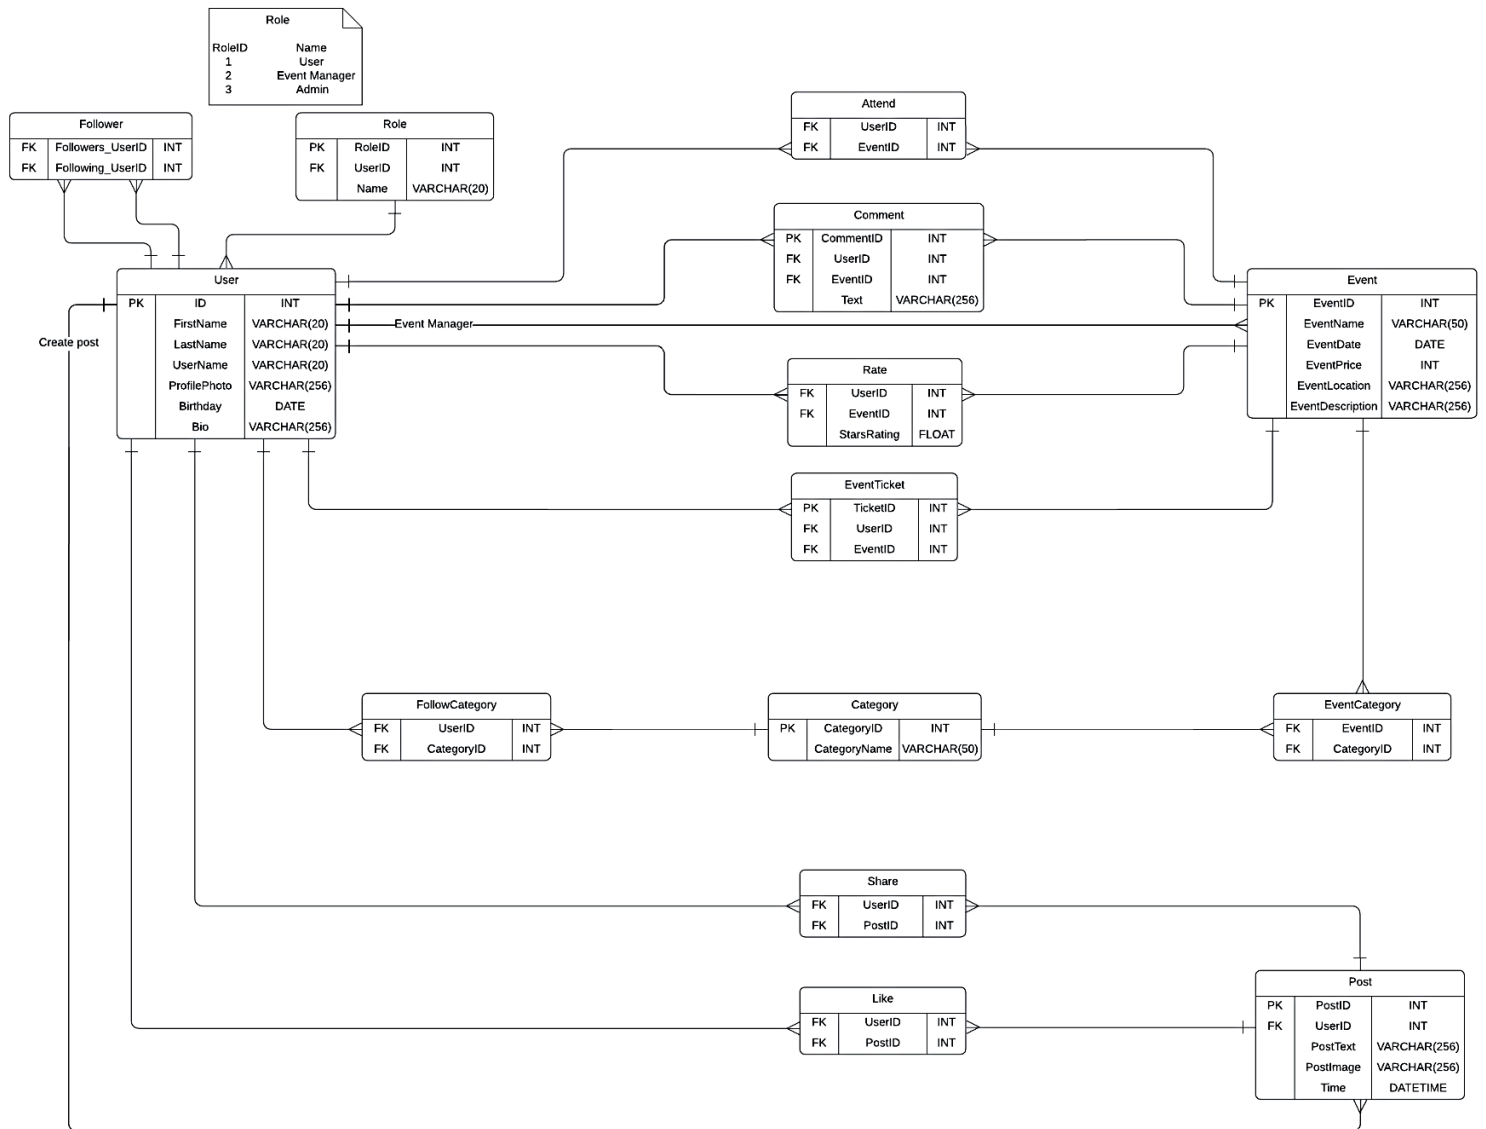 Role
RoleID Name
1 User
2 Event Manager
3 Admin
Follower
FK Followers_UserID INT
FK Following_UserID INT
Role
PK RoleID INT
FK UserID INT
Name VARCHAR(20)
Attend
FK UserID INT
FK EventID INT
Comment
PK CommentID INT
FK UserID INT
FK EventID INT
Text VARCHAR(256)
User
PK ID INT
FirstName VARCHAR(20)
LastName VARCHAR(20)
UserName VARCHAR(20)
ProfilePhoto VARCHAR(256)
Birthday DATE
Bio VARCHAR(256)
Event Manager
Create post
Event
PK EventID INT
EventName VARCHAR(50)
EventDate DATE
EventPrice INT
EventLocation VARCHAR(256)
EventDescription VARCHAR(256)
Rate
FK UserID INT
FK EventID INT
StarsRating FLOAT
EventTicket
PK TicketID INT
FK UserID INT
FK EventID INT
FollowCategory
FK UserID INT
FK CategoryID INT
Category
PK CategoryID INT
CategoryName VARCHAR(50)
EventCategory
FK EventID INT
FK CategoryID INT
Share
FK UserID INT
FK PostID INT
Like
FK UserID INT
FK PostID INT
Post
PK PostID INT
FK UserID INT
PostText VARCHAR(256)
PostImage VARCHAR(256)
Time DATETIME